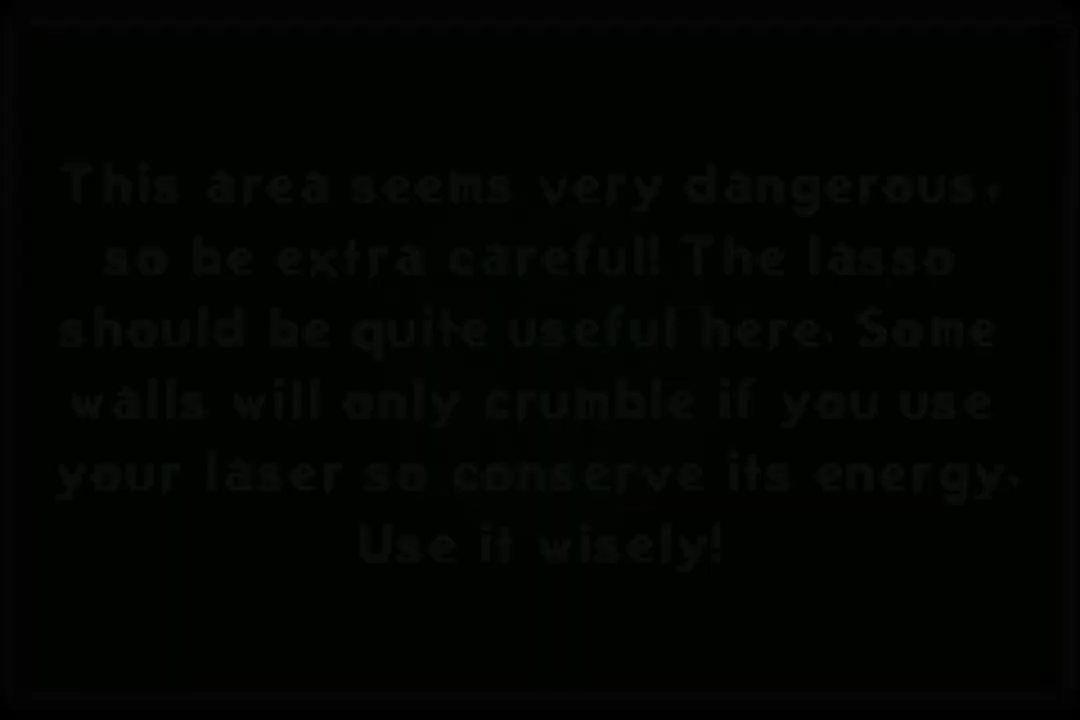 This area seems very dangerous,
so be extra careful! The lasso
should be quite useful here. Some
walls will only crumble if you use
your laser so conserve its energy.
Use it wisely!